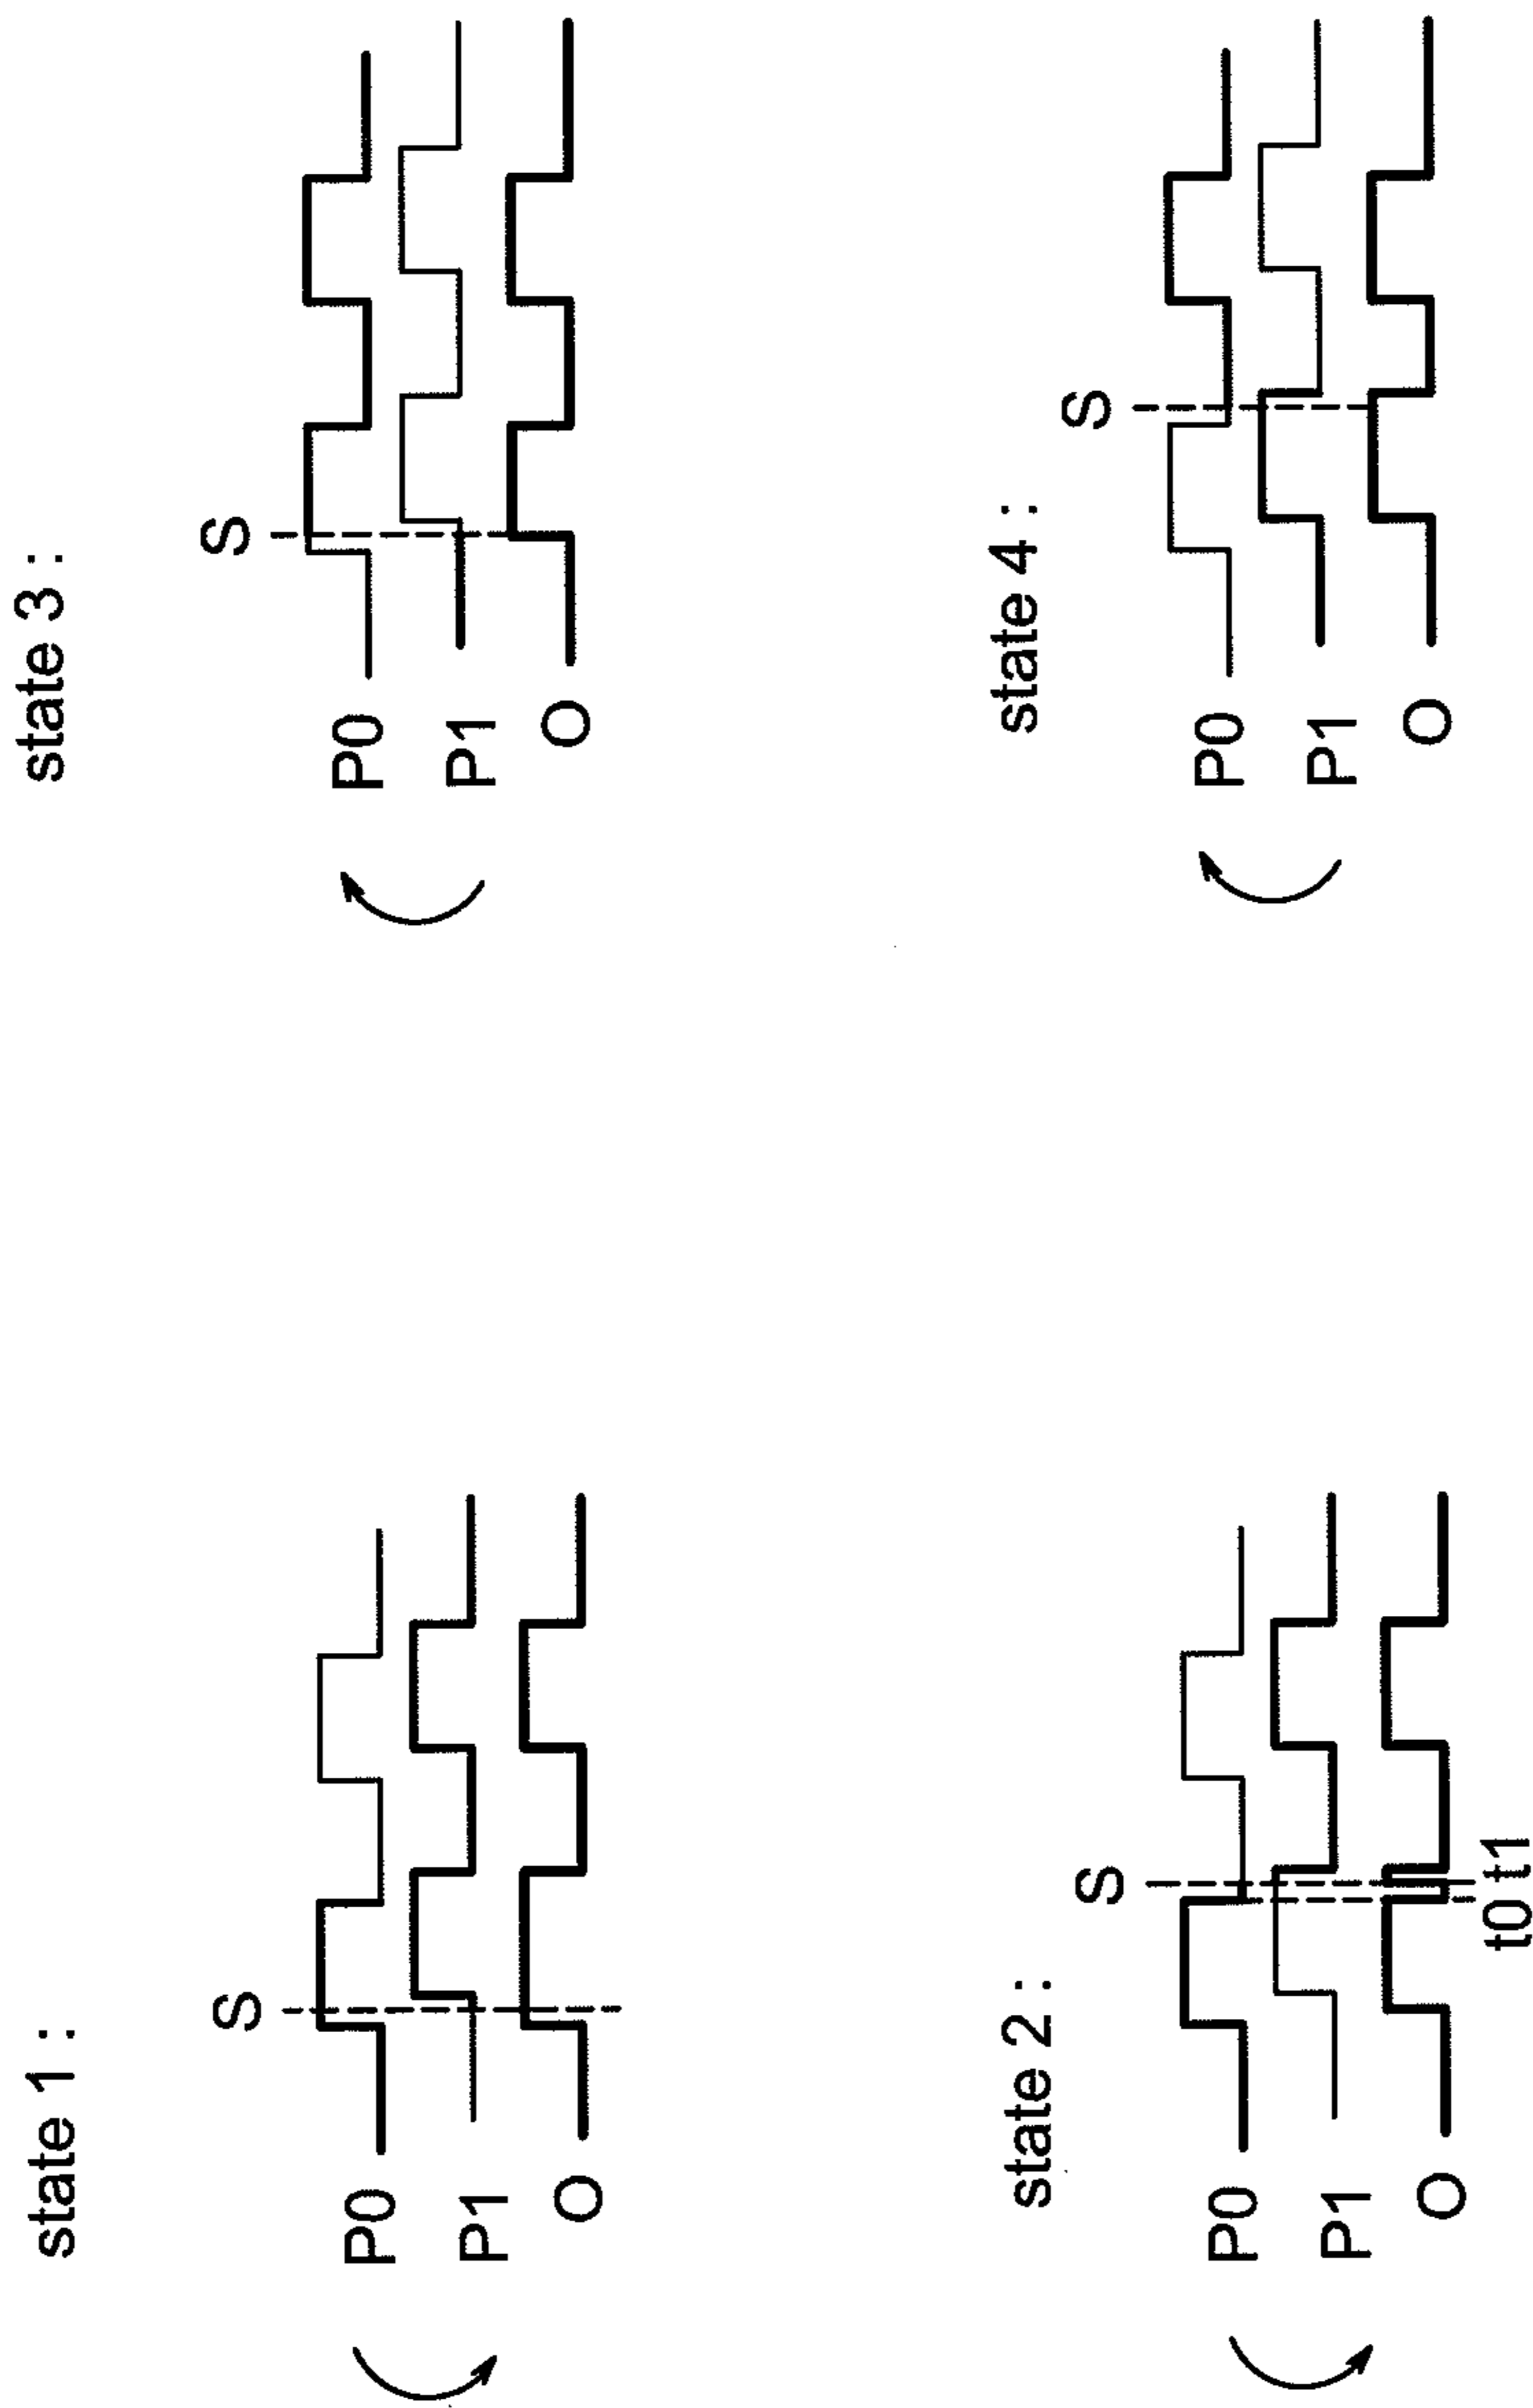 state 1 :
S
P0
P1
O
state 2 :
S
P0
P1
O
t0 t1
state 3 :
S
P0
P1
O
state 4 :
S
P0
P1
O